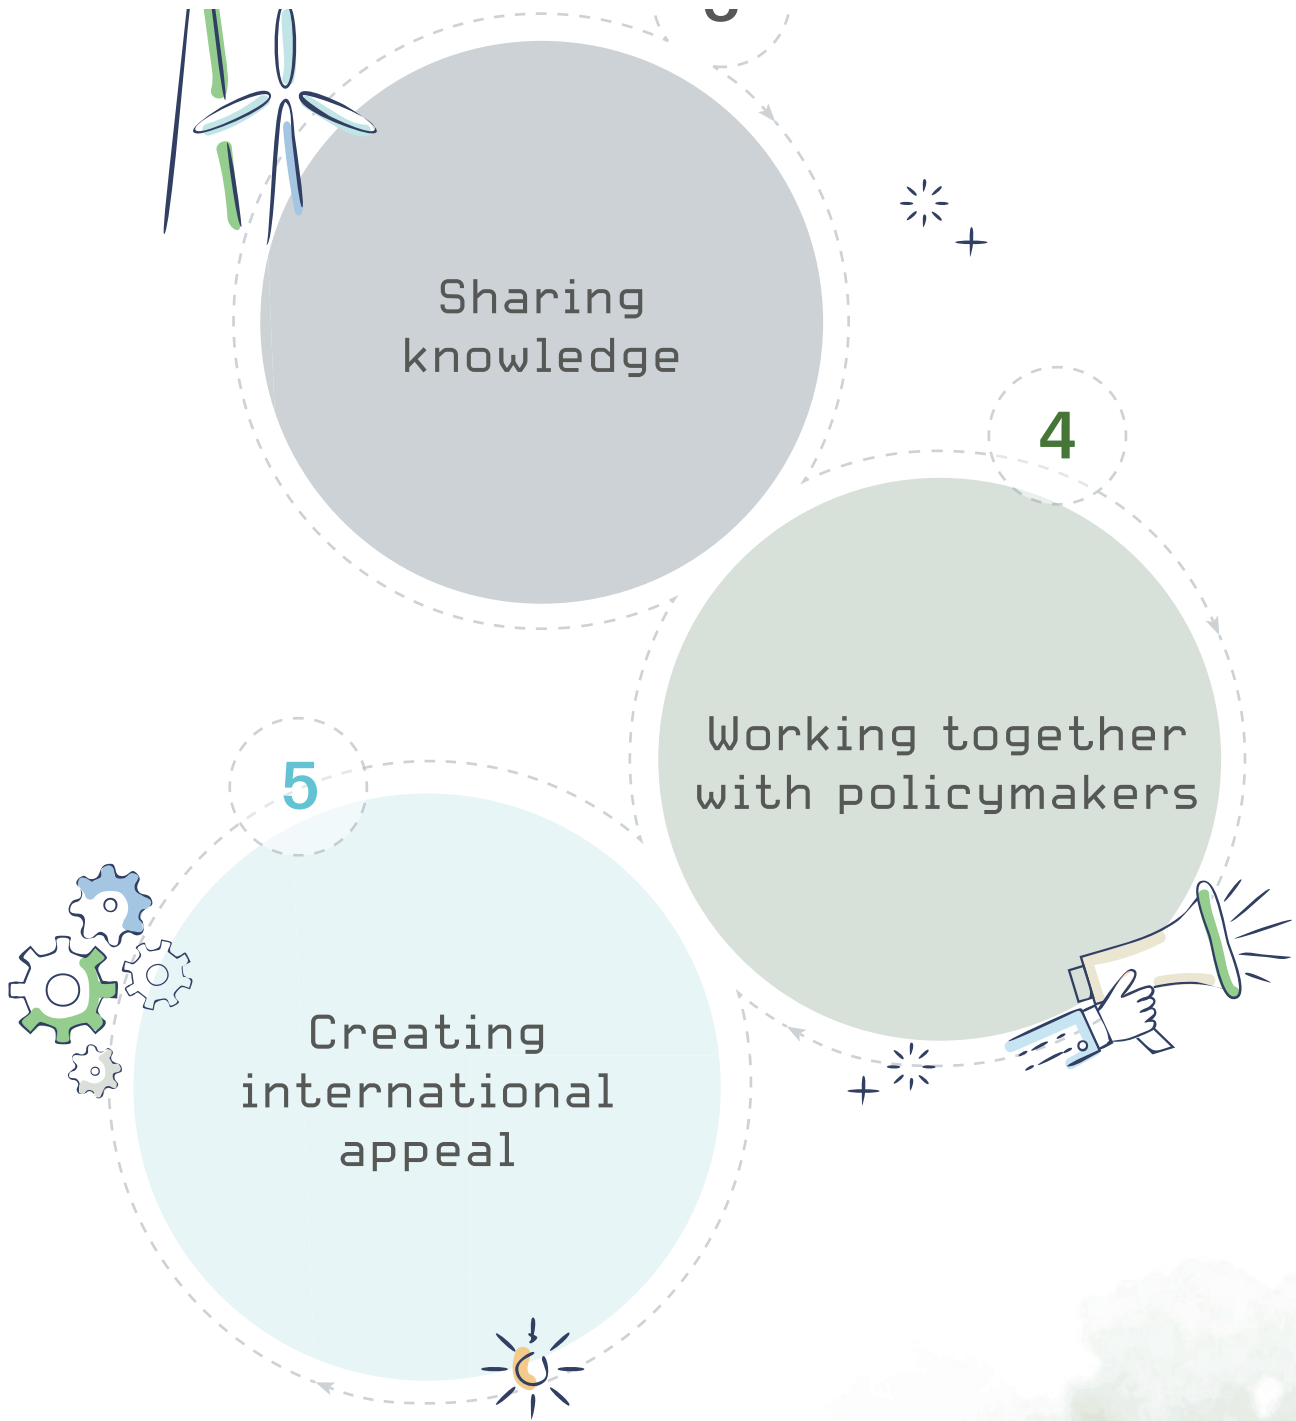 Sharing
knowledge
4
Working together
with policymakers
5
Creating
international
appeal